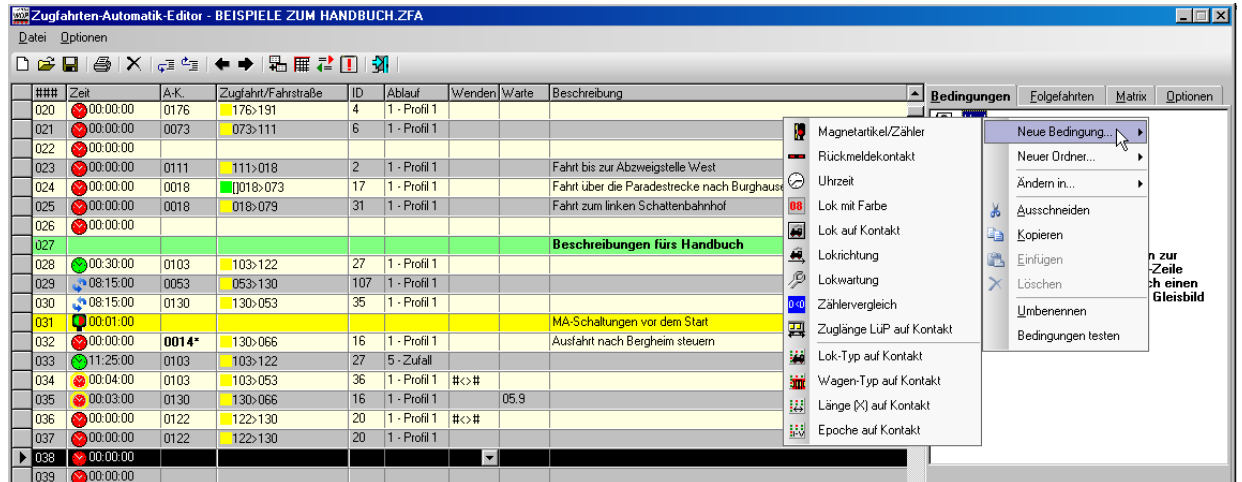 Zugfahrten-Automatik-Editor - BEISPIELE ZUM HANDBUCH.ZFA
Datei Optionen
### Zeit A-K. Zugfahrt/Fahrstraße ID Ablauf Wenden Warte Beschreibung
020 00:00:00 0176 176>191 4 1 - Profil 1
021 00:00:00 0073 073>111 6 1 - Profil 1
022 00:00:00
023 00:00:00 0111 111>018 2 1 - Profil 1 Fahrt bis zur Abzweigstelle West
024 00:00:00 0018 []018>073 17 1 - Profil 1 Fahrt über die Paradestrecke nach Burghause
025 00:00:00 0018 018>079 31 1 - Profil 1 Fahrt zum linken Schattenbahnhof
026 00:00:00
027 Beschreibungen fürs Handbuch
028 00:30:00 0103 103>122 27 1 - Profil 1
029 08:15:00 0053 053>130 107 1 - Profil 1
030 08:15:00 0130 130>053 35 1 - Profil 1
031 00:01:00 MA-Schaltungen vor dem Start
032 00:00:00 0014* 130>066 16 1 - Profil 1 Ausfahrt nach Bergheim steuern
033 11:25:00 0103 103>122 27 5 - Zufall
034 00:04:00 0103 103>053 36 1 - Profil 1 #<>#
035 00:03:00 0130 130>066 16 1 - Profil 1 05.9
036 00:00:00 0122 122>130 20 1 - Profil 1 #<>#
037 00:00:00 0122 122>130 20 1 - Profil 1
038 00:00:00
039 00:00:00
Bedingungen Folgefahrten Matrix Optionen
Magnetartikel/Zähler
Rückmeldekontakt
Uhrzeit
08 Lok mit Farbe
Lok auf Kontakt
Lokrichtung
Lokwartung
0<0 Zählervergleich
Zuglänge LüP auf Kontakt
Lok-Typ auf Kontakt
Wagen-Typ auf Kontakt
Länge (X) auf Kontakt
Epoche auf Kontakt
Neue Bedingung...
Neuer Ordner...
Ändern in...
Ausschneiden
Kopieren
Einfügen
Löschen
Umbenennen
Bedingungen testen
n zur
-Zeile
ch einen
Gleisbild